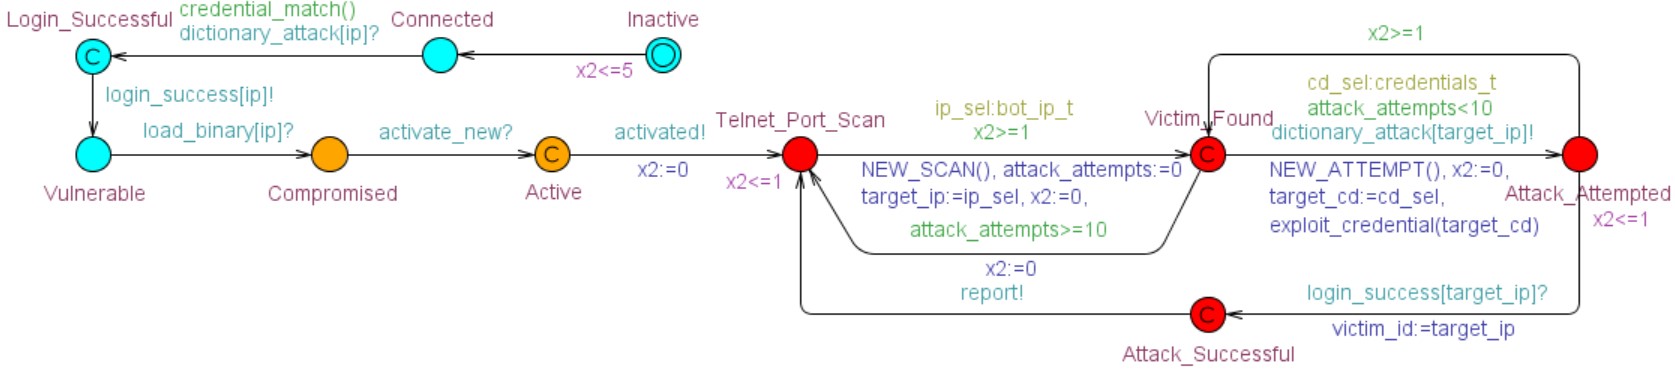 Login_Successful
credential_match()
dictionary_attack[ip]?
Connected
Inactive
x2<=5
C
login_success[ip]!
Vulnerable
load_binary[ip]?
Compromised
activate_new?
C
Active
activated!
x2:=0
Telnet_Port_Scan
x2<=1
ip_sel:bot_ip_t
x2>=1
NEW_SCAN(), attack_attempts:=0
target_ip:=ip_sel, x2:=0,
attack_attempts>=10
x2:=0
Victim_Found
C
x2>=1
cd_sel:credentials_t
attack_attempts<10
dictionary_attack[target_ip]!
NEW_ATTEMPT(), x2:=0,
target_cd:=cd_sel,
exploit_credential(target_cd)
Attack_Attempted
x2<=1
login_success[target_ip]?
victim_id:=target_ip
C
Attack_Successful
report!